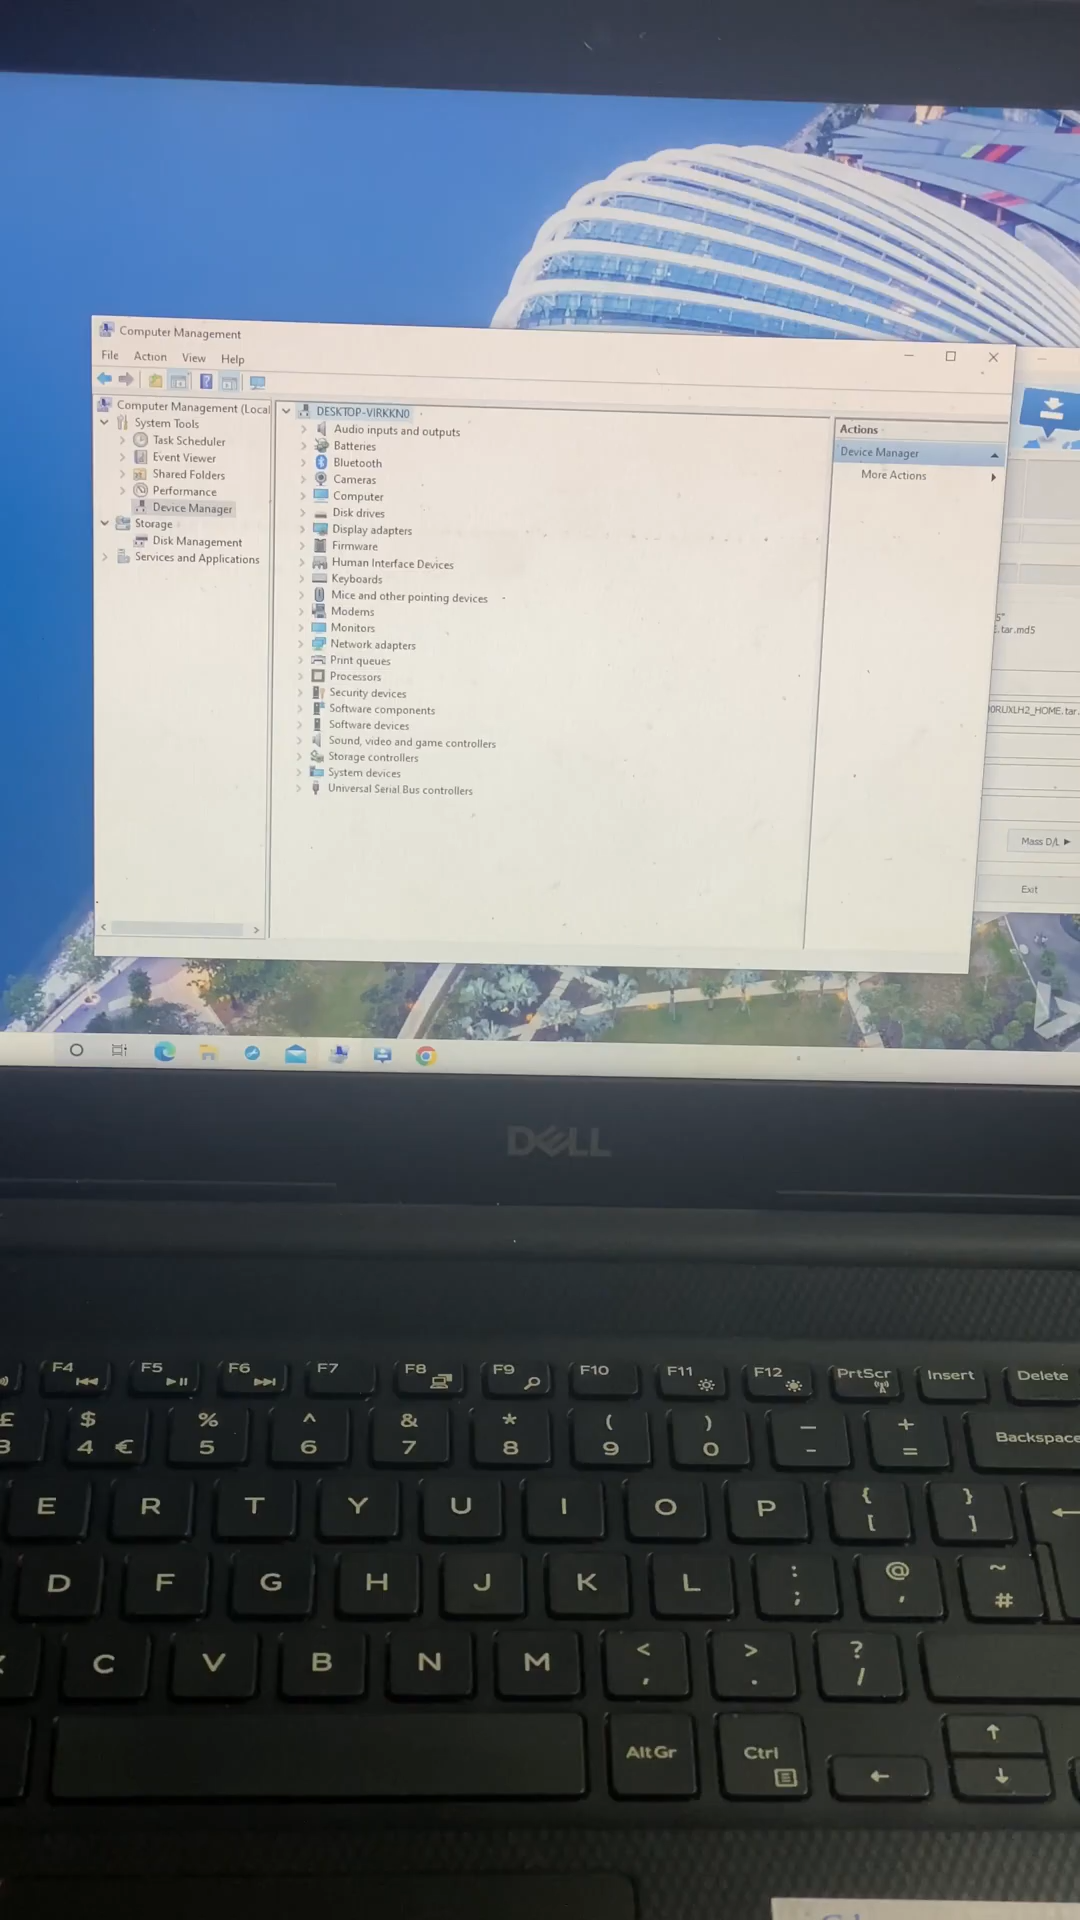 Computer Management
File Action View Help
Computer Management (Local
System Tools
Task Scheduler
Event Viewer
Shared Folders
Performance
Device Manager
Storage
Disk Management
Services and Applications
DESKTOP-VIRKKN0
Audio inputs and outputs
Batteries
Bluetooth
Cameras
Computer
Disk drives
Display adapters
Firmware
Human Interface Devices
Keyboards
Mice and other pointing devices
Modems
Monitors
Network adapters
Print queues
Processors
Security devices
Software components
Software devices
Sound, video and game controllers
Storage controllers
System devices
Universal Serial Bus controllers
Actions
Device Manager
More Actions
.tar.md5
0RUXLH2_HOME.tar.
Mass D/L
Exit
DELL
F4 F5 F6 F7 F8 F9 F10 F11 F12 PrtScr Insert Delete
£ $ % ^ & * ( ) _ +
3 4 € 5 6 7 8 9 0 - = Backspace
E R T Y U I O P { [ } ]
D F G H J K L : ; @ ' ~ #
C V B N M < , > . ? /
AltGr Ctrl